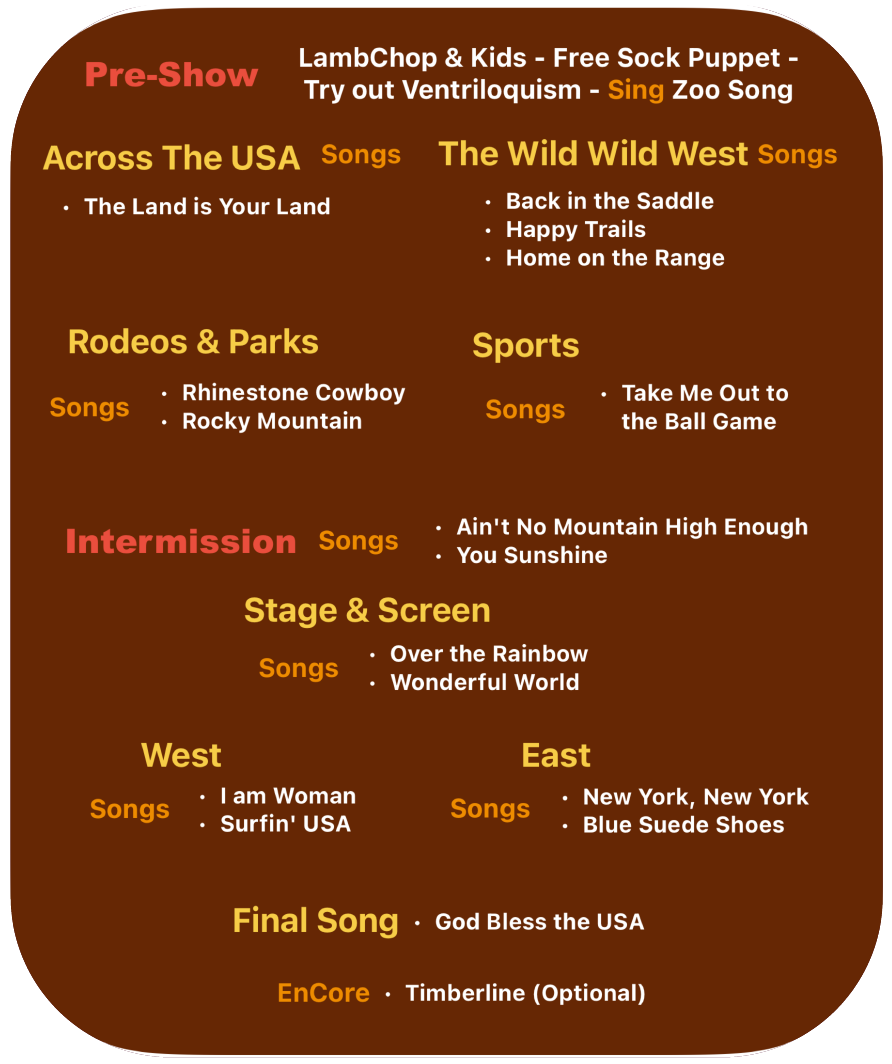 Pre-Show
LambChop & Kids - Free Sock Puppet -
Try out Ventriloquism - Sing Zoo Song
Across The USA Songs
• The Land is Your Land
The Wild Wild West Songs
• Back in the Saddle
• Happy Trails
• Home on the Range
Rodeos & Parks
Songs
• Rhinestone Cowboy
• Rocky Mountain
Sports
Songs
• Take Me Out to
the Ball Game
Intermission Songs
• Ain't No Mountain High Enough
• You Sunshine
Stage & Screen
Songs
• Over the Rainbow
• Wonderful World
West
Songs
• I am Woman
• Surfin' USA
East
Songs
• New York, New York
• Blue Suede Shoes
Final Song • God Bless the USA
EnCore • Timberline (Optional)